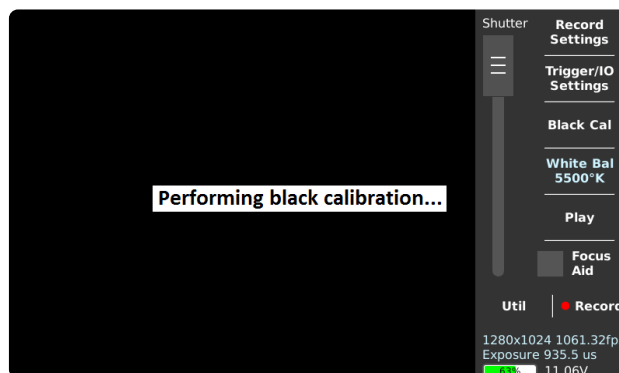 Shutter
Record
Settings
Trigger/IO
Settings
Black Cal
White Bal
5500°K
Performing black calibration...
Play
Focus
Aid
Util
Record
1280x1024 1061.32fp
Exposure 935.5 us
63%
11.06V